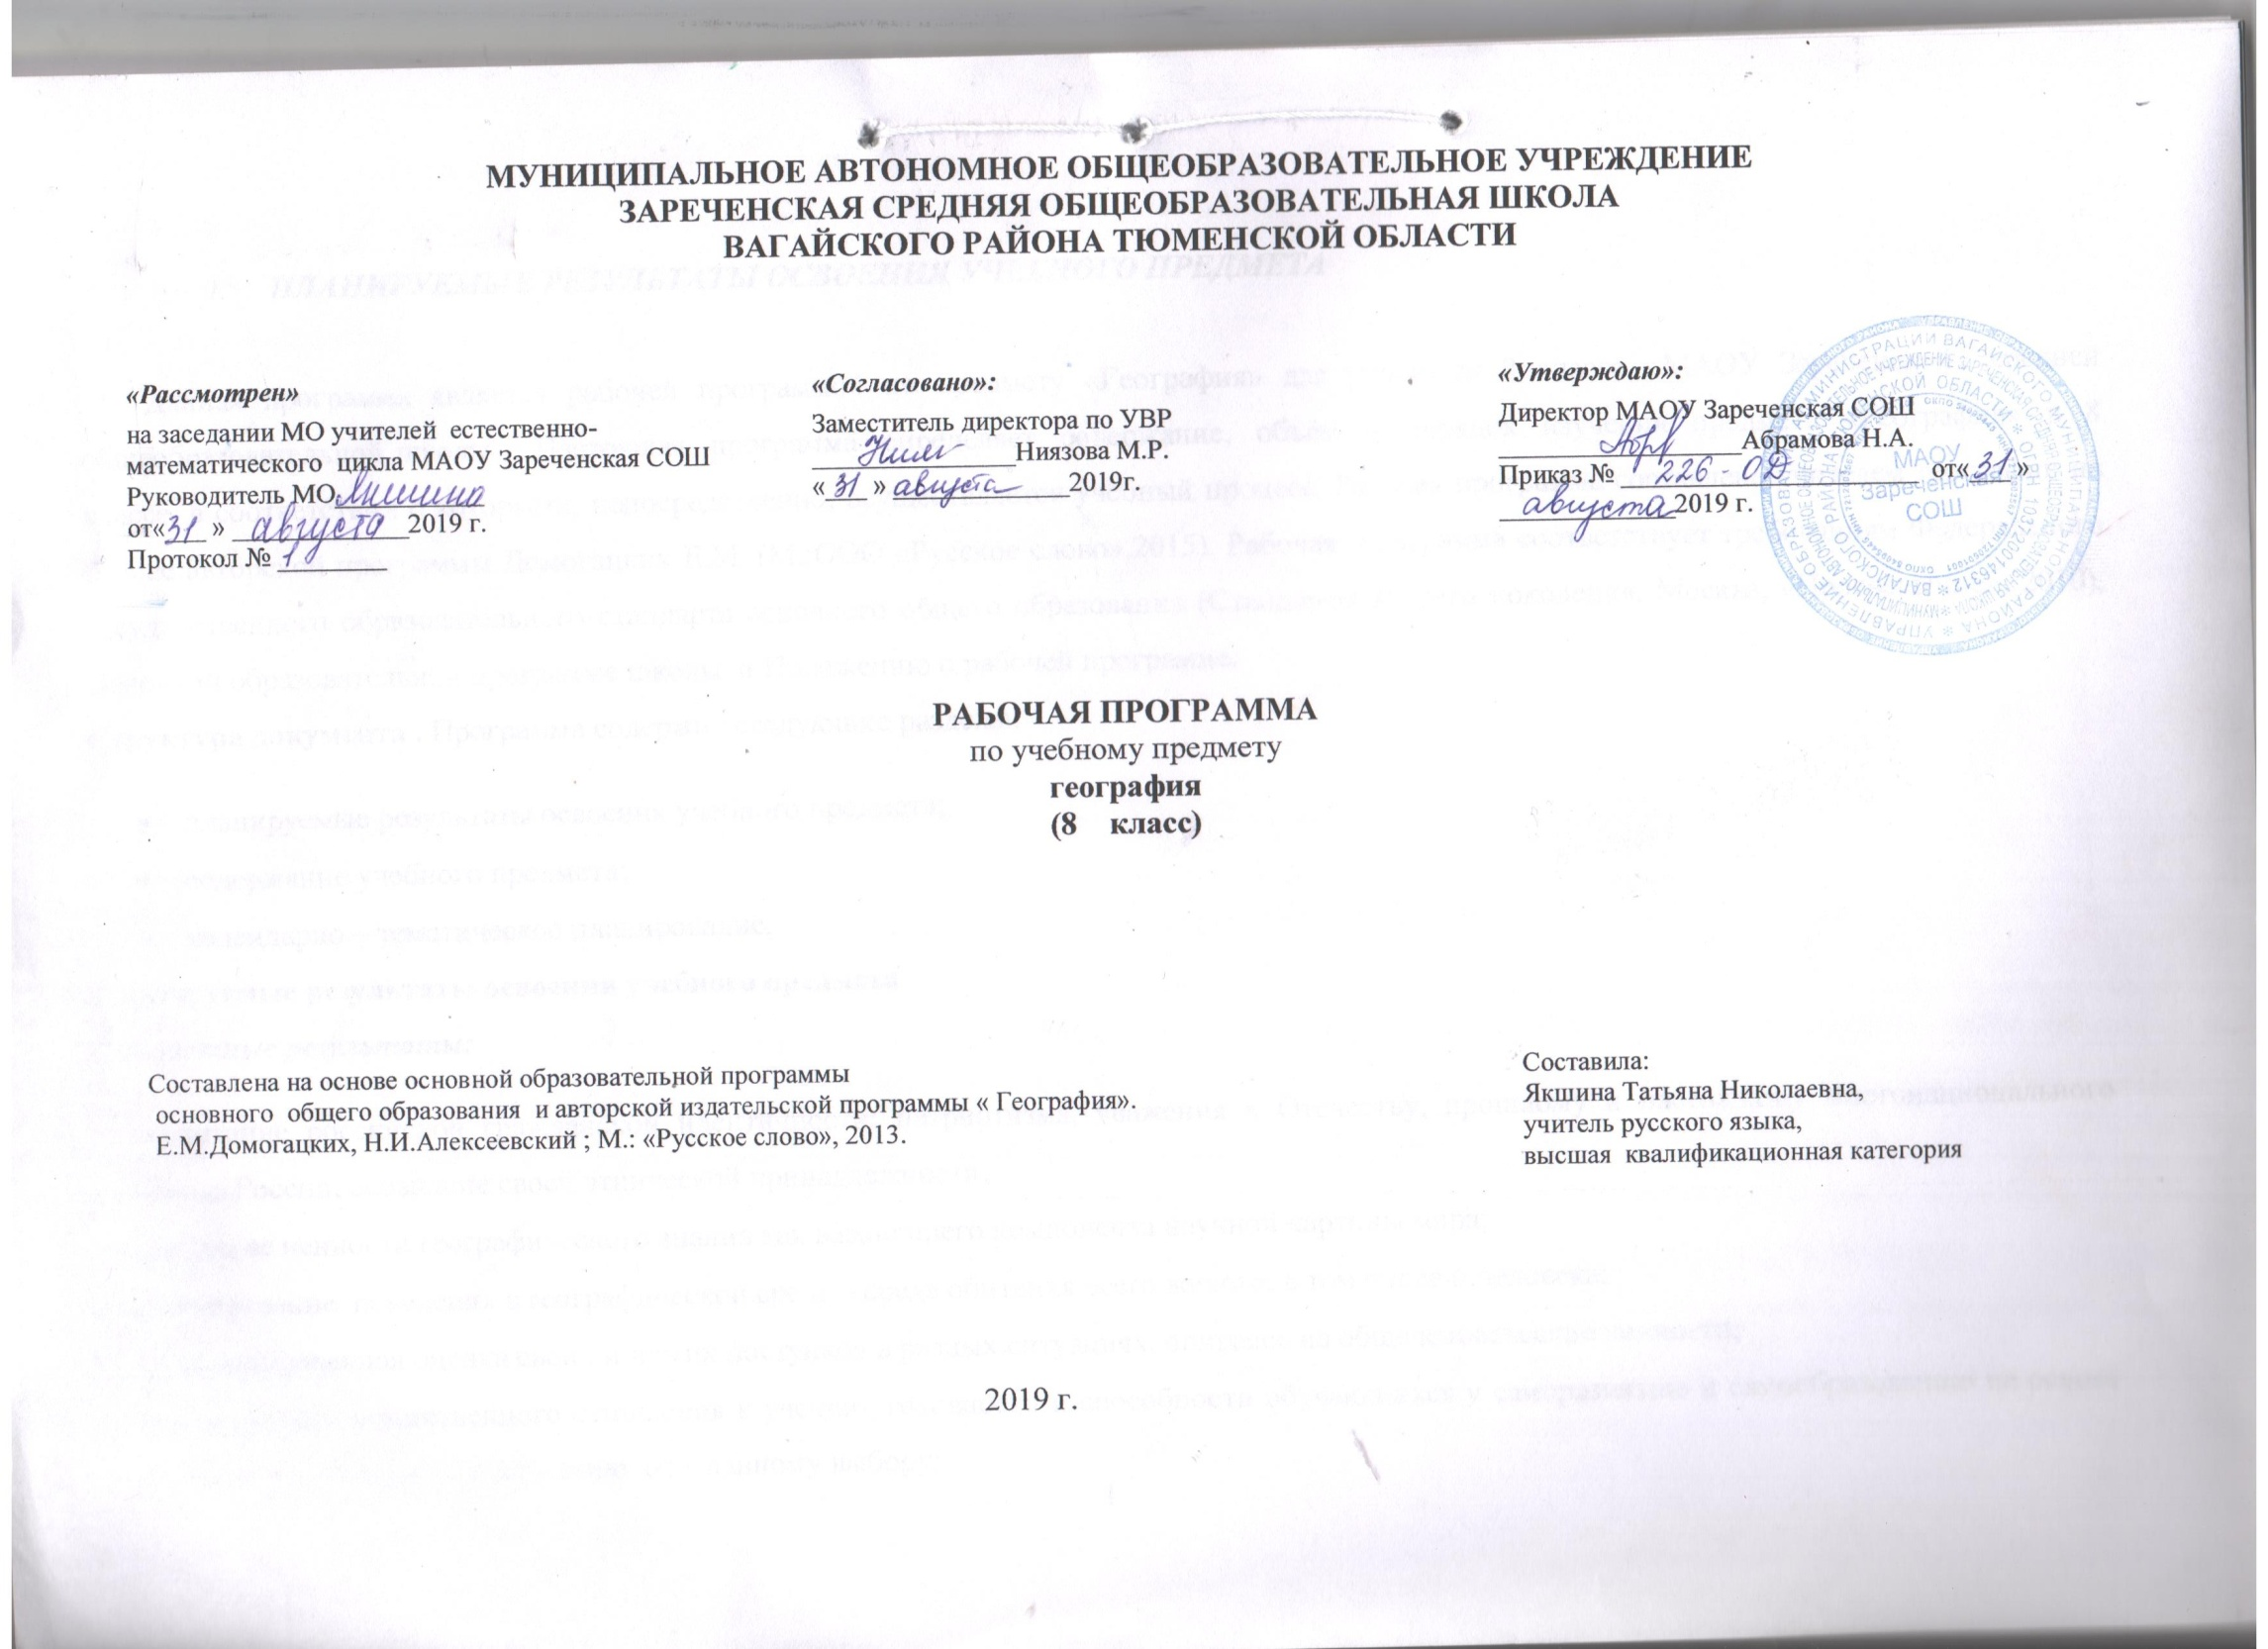 МУНИЦИПАЛЬНОЕ АВТОНОМНОЕ ОБЩЕОБРАЗОВАТЕЛЬНОЕ УЧРЕЖДЕНИЕ
ЗАРЕЧЕНСКАЯ СРЕДНЯЯ ОБЩЕОБРАЗОВАТЕЛЬНАЯ ШКОЛА
ВАГАЙСКОГО РАЙОНА ТЮМЕНСКОЙ ОБЛАСТИ
«Рассмотрен»
на заседании МО учителей естественно-
математического цикла МАОУ Зареченская СОШ
Руководитель МО
от«31» августа 2019 г.
Протокол № 1
«Согласовано»:
Заместитель директора по УВР
Ниязова М.Р.
«31» августа 2019г.
«Утверждаю»:
Директор МАОУ Зареченская СОШ
Абрамова Н.А.
Приказ № 226-ОД от«31»
августа 2019 г.
МАОУ
Зареченская
СОШ
РАБОЧАЯ ПРОГРАММА
по учебному предмету
география
(8 класс)
Составлена на основе основной образовательной программы
основного общего образования и авторской издательской программы « География».
Е.М.Домогацких, Н.И.Алексеевский ; М.: «Русское слово», 2013.
Составила:
Якшина Татьяна Николаевна,
учитель русского языка,
высшая квалификационная категория
2019 г.